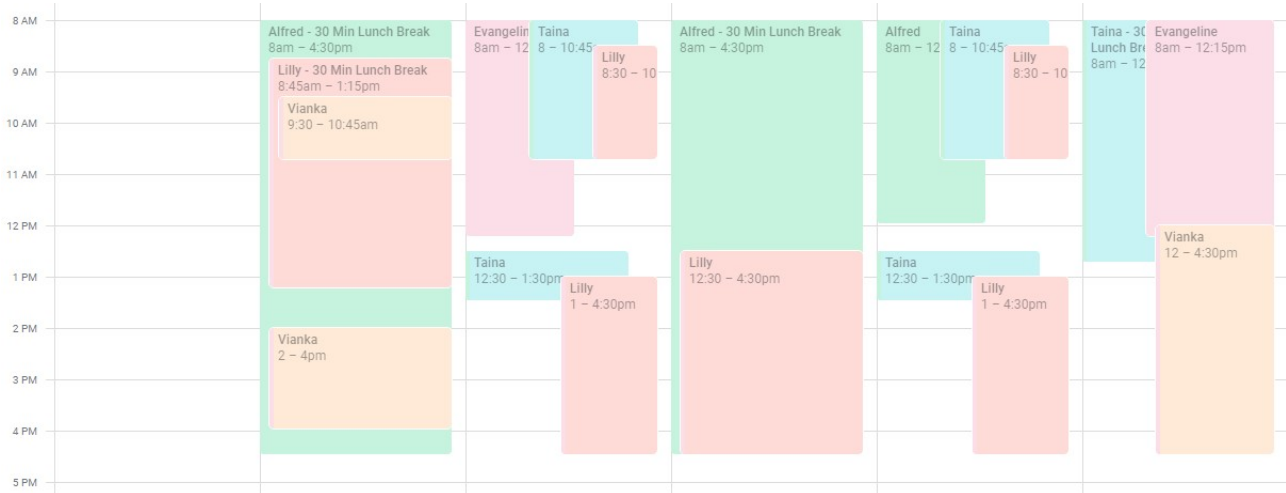 8 AM
9 AM
10 AM
11 AM
12 PM
1 PM
2 PM
3 PM
4 PM
5 PM
Alfred - 30 Min Lunch Break
8am – 4:30pm
Lilly - 30 Min Lunch Break
8:45am – 1:15pm
Vianka
9:30 – 10:45am
Vianka
2 – 4pm
Evangelin
8am – 12
Taina
8 – 10:45
Lilly
8:30 – 10
Taina
12:30 – 1:30pm
Lilly
1 – 4:30pm
Alfred - 30 Min Lunch Break
8am – 4:30pm
Lilly
12:30 – 4:30pm
Alfred
8am – 12
Taina
8 – 10:45
Lilly
8:30 – 10
Taina
12:30 – 1:30pm
Lilly
1 – 4:30pm
Taina - 30
Lunch Bre
8am – 12
Evangeline
8am – 12:15pm
Vianka
12 – 4:30pm